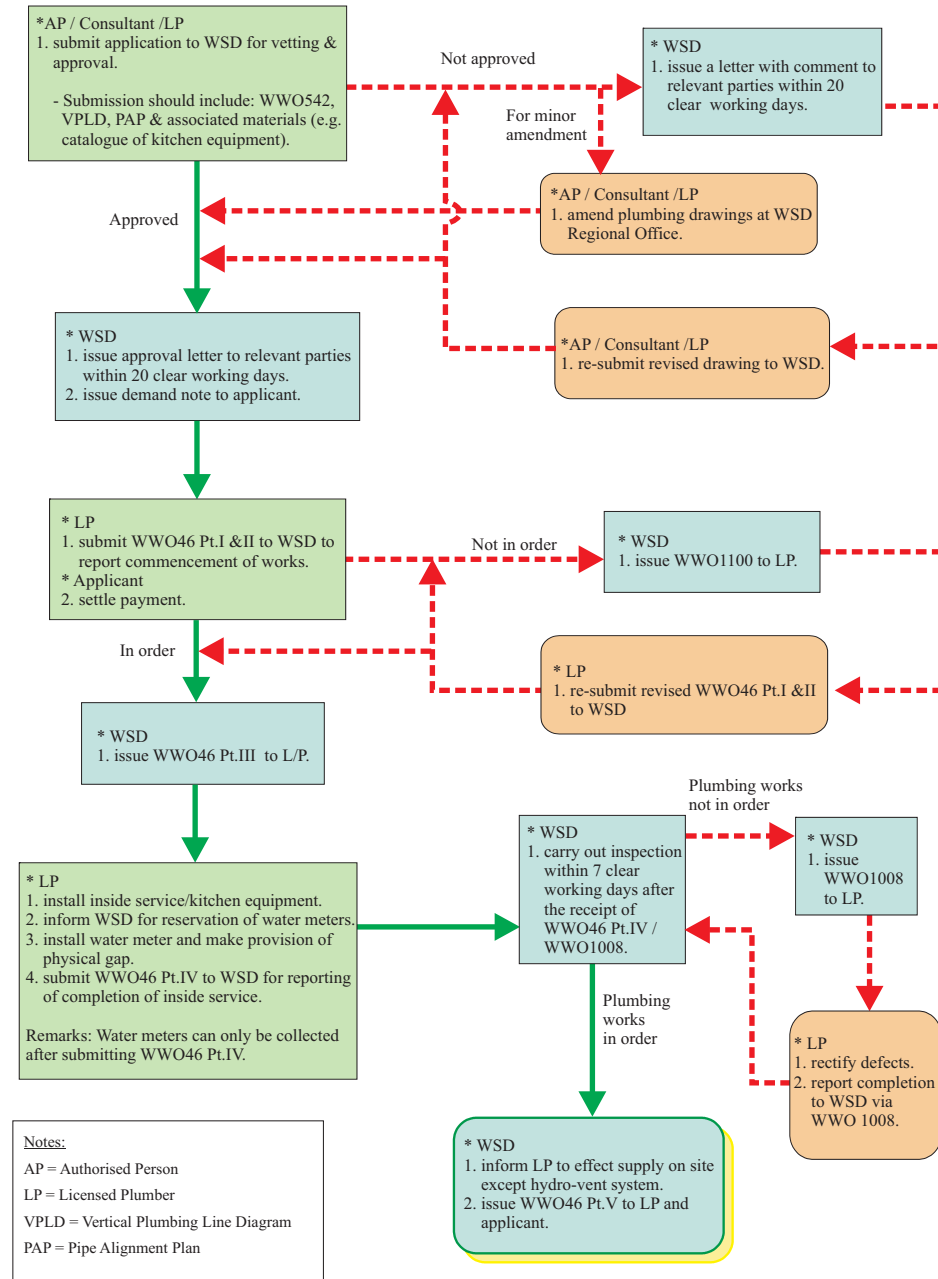 *AP / Consultant /LP
1. submit application to WSD for vetting &
approval.
- Submission should include: WWO542,
VPLD, PAP & associated materials (e.g.
catalogue of kitchen equipment).
Not approved
* WSD
1. issue a letter with comment to
relevant parties within 20
clear working days.
For minor
amendment
*AP / Consultant /LP
1. amend plumbing drawings at WSD
Regional Office.
Approved
*AP / Consultant /LP
1. re-submit revised drawing to WSD.
* WSD
1. issue approval letter to relevant parties
within 20 clear working days.
2. issue demand note to applicant.
* LP
1. submit WWO46 Pt.I &II to WSD to
report commencement of works.
* Applicant
2. settle payment.
Not in order
* WSD
1. issue WWO1100 to LP.
In order
* LP
1. re-submit revised WWO46 Pt.I &II
to WSD
* WSD
1. issue WWO46 Pt.III to L/P.
* LP
1. install inside service/kitchen equipment.
2. inform WSD for reservation of water meters.
3. install water meter and make provision of
physical gap.
4. submit WWO46 Pt.IV to WSD for reporting
of completion of inside service.
Remarks: Water meters can only be collected
after submitting WWO46 Pt.IV.
* WSD
1. carry out inspection
within 7 clear
working days after
the receipt of
WWO46 Pt.IV /
WWO1008.
Plumbing works
not in order
* WSD
1. issue
WWO1008
to LP.
* LP
1. rectify defects.
2. report completion
to WSD via
WWO 1008.
Plumbing
works
in order
* WSD
1. inform LP to effect supply on site
except hydro-vent system.
2. issue WWO46 Pt.V to LP and
applicant.
Notes:
AP = Authorised Person
LP = Licensed Plumber
VPLD = Vertical Plumbing Line Diagram
PAP = Pipe Alignment Plan